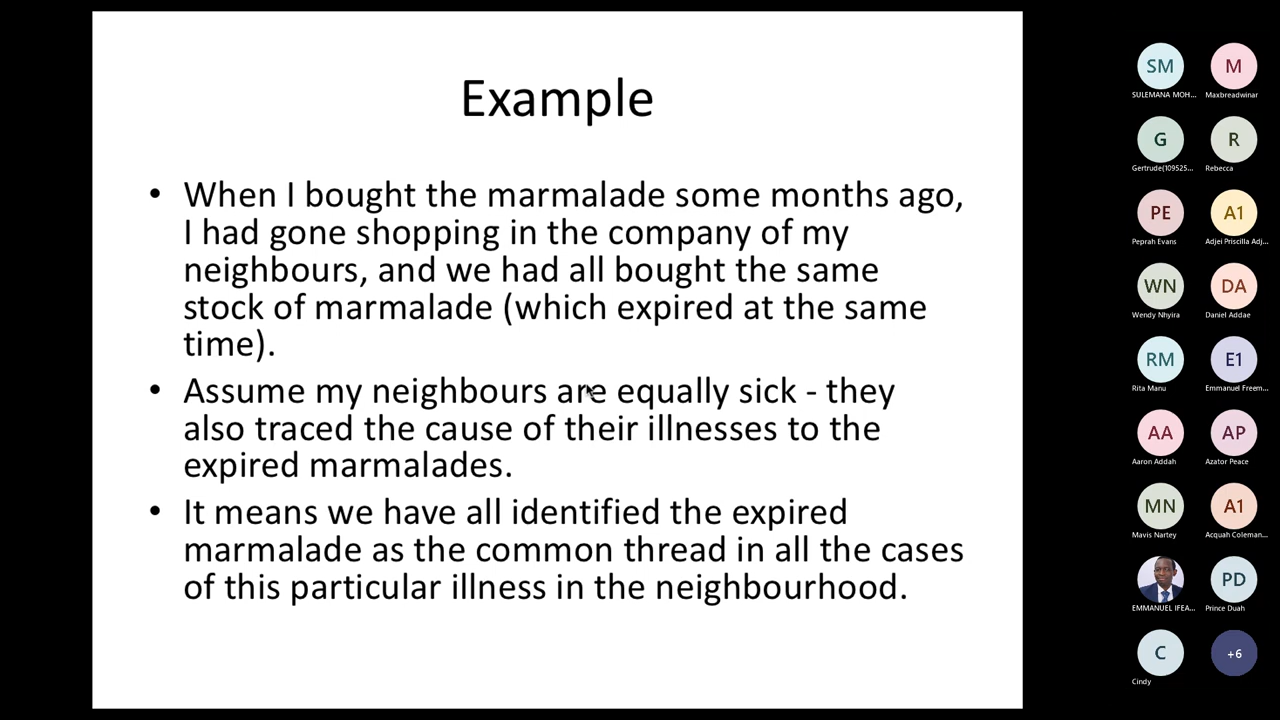 Example
• When I bought the marmalade some months ago,
I had gone shopping in the company of my
neighbours, and we had all bought the same
stock of marmalade (which expired at the same
time).
• Assume my neighbours are equally sick - they
also traced the cause of their illnesses to the
expired marmalades.
• It means we have all identified the expired
marmalade as the common thread in all the cases
of this particular illness in the neighbourhood.
SM M
SULEMANA MOH... Maxbreadwinar
G R
Gertrude(109525... Rebecca
PE A1
Peprah Evans Adjei Priscilla Adj...
WN DA
Wendy Nhyira Daniel Addae
RM E1
Rita Manu Emmanuel Freem...
AA AP
Aaron Addah Azator Peace
MN A1
Mavis Nartey Acquah Coleman...
PD
EMMANUEL IFEA... Prince Duah
C +6
Cindy